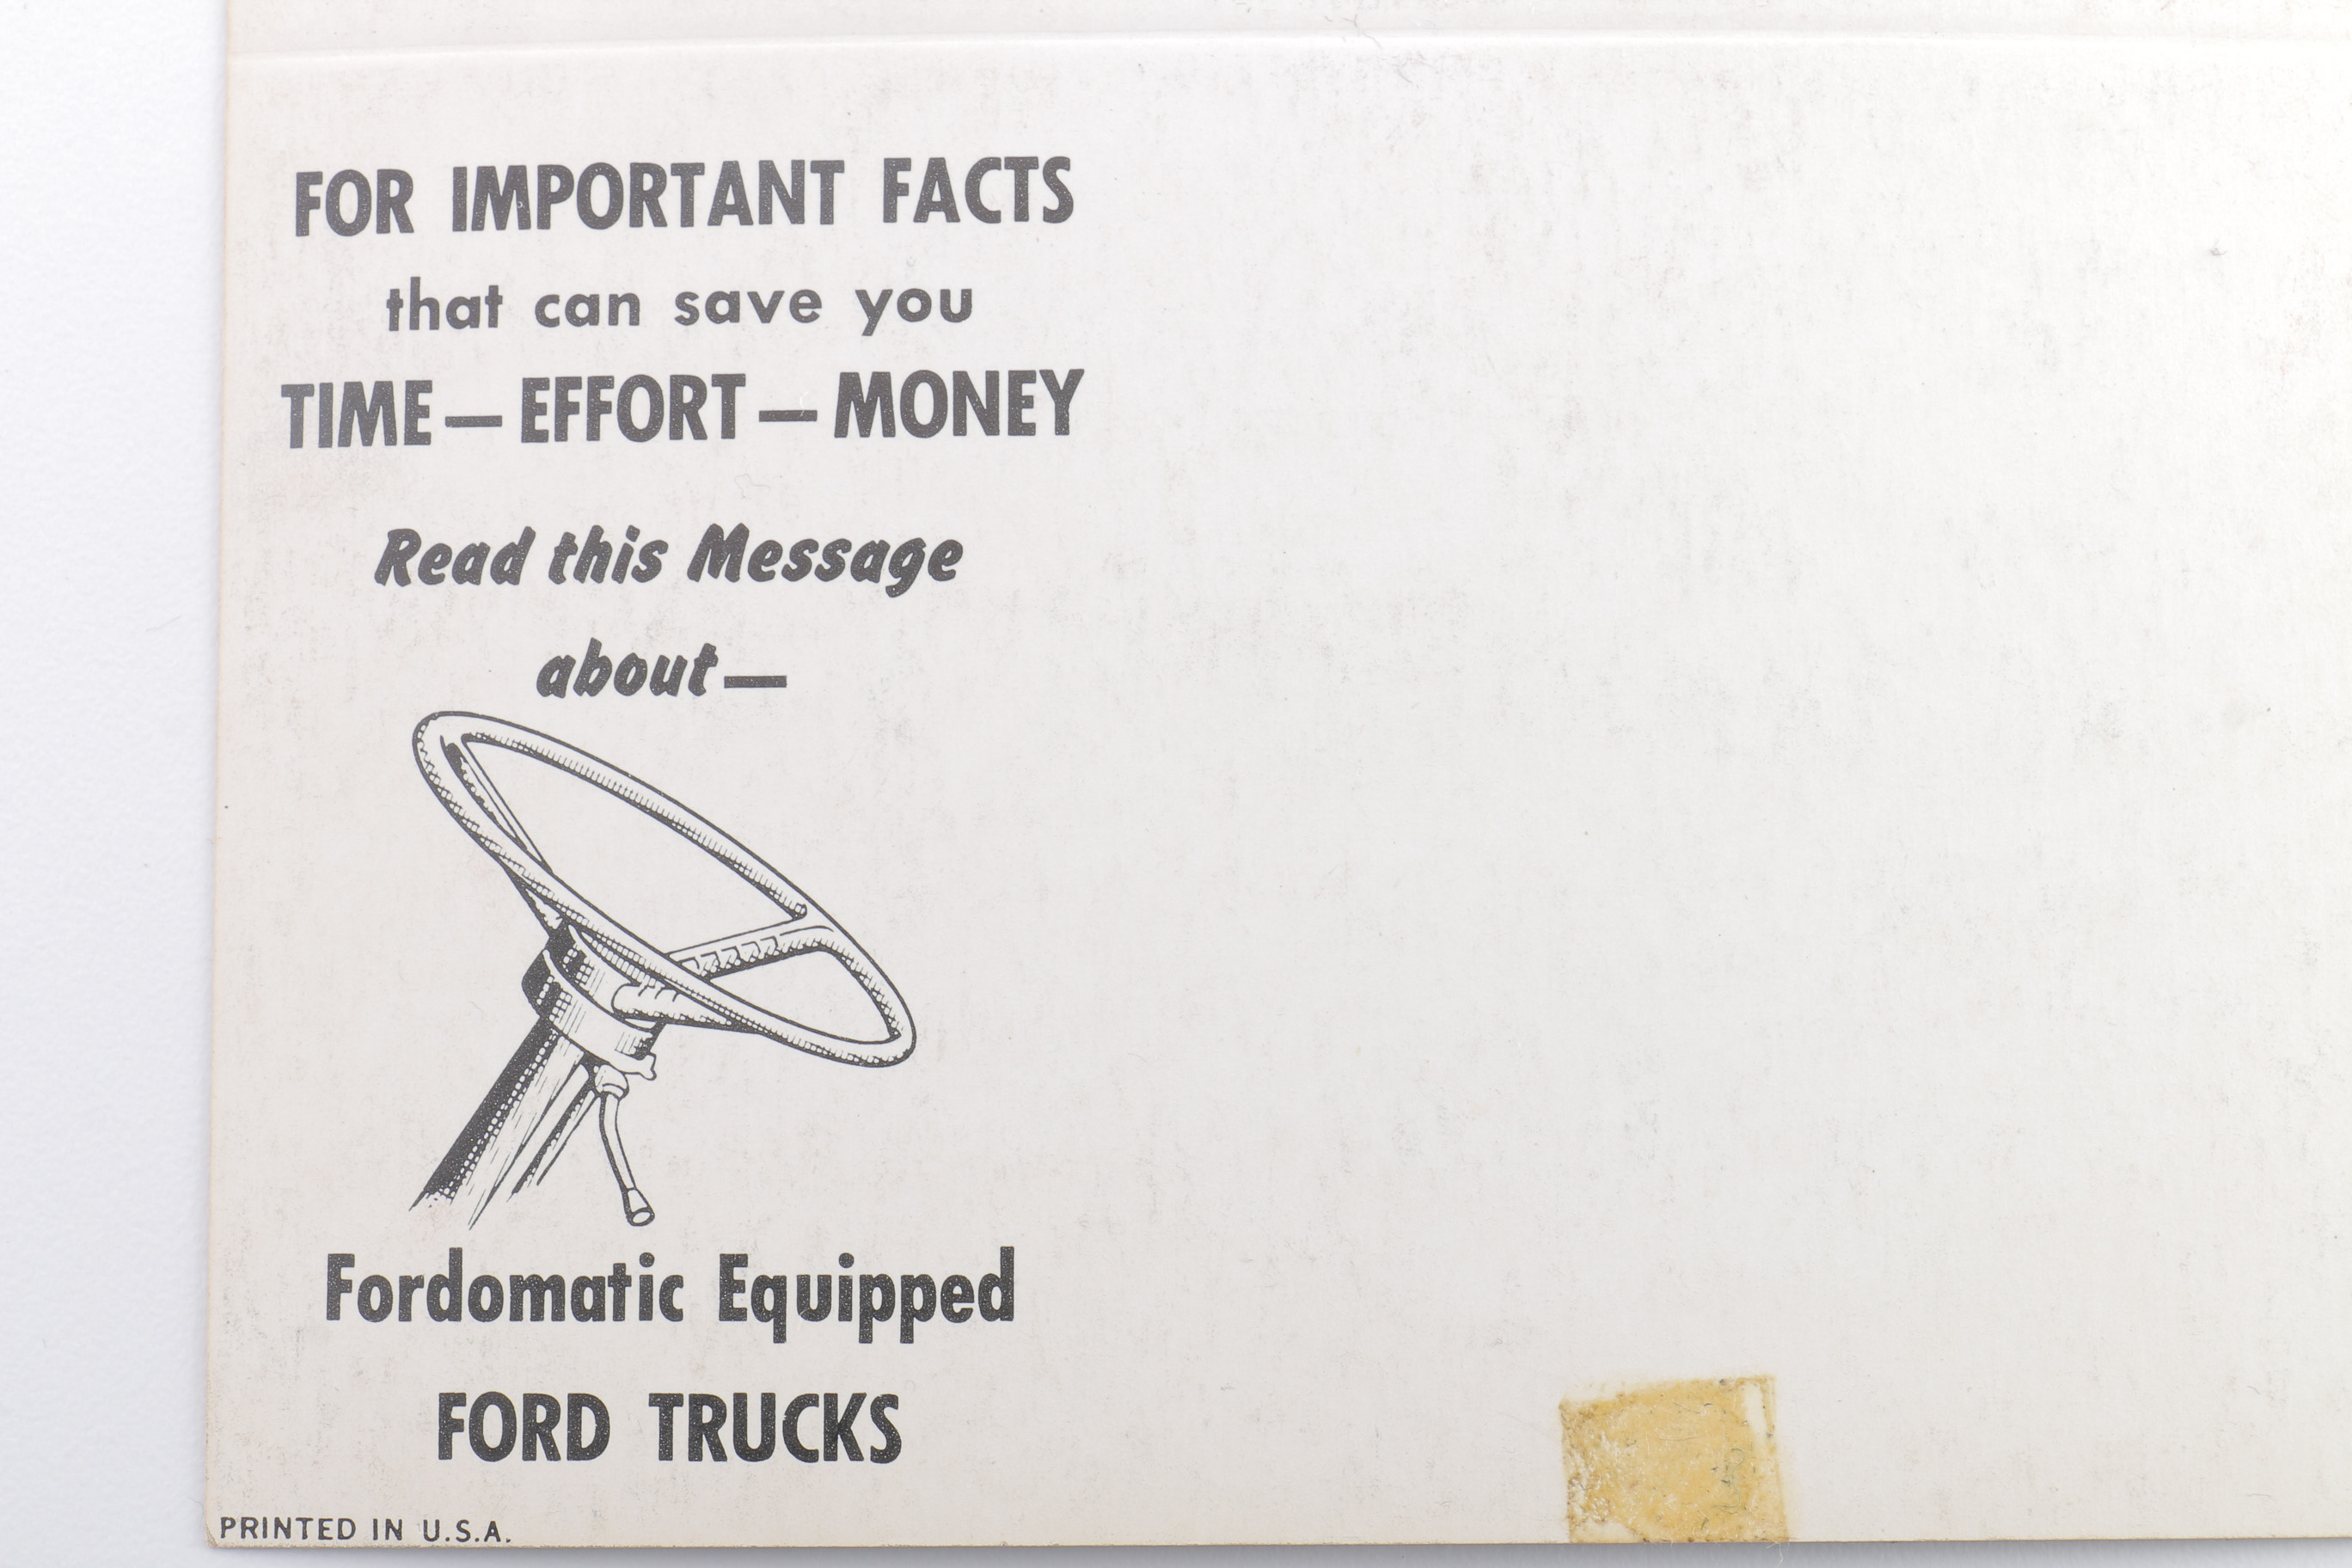 FOR IMPORTANT FACTS
that can save you
TIME — EFFORT — MONEY
Read this Message
about —
Fordomatic Equipped
FORD TRUCKS
PRINTED IN U.S.A.